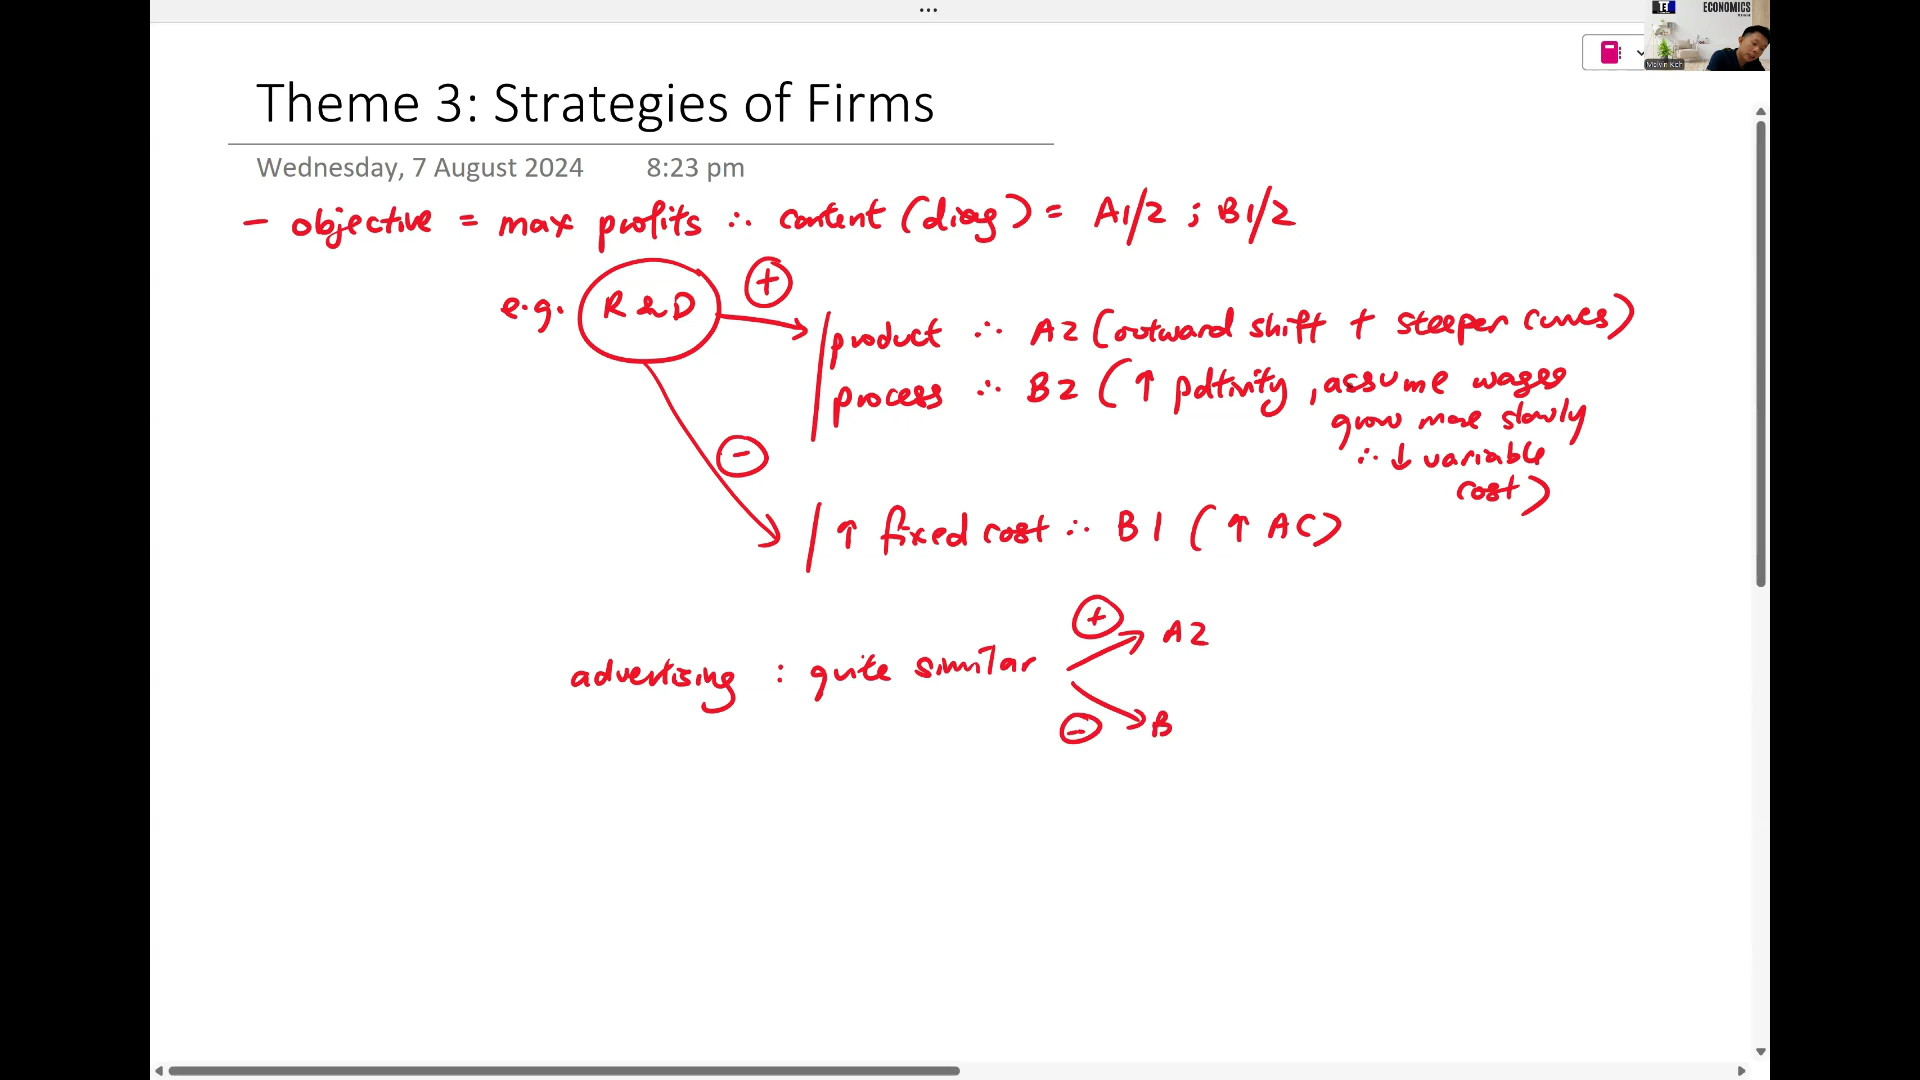 ...
ECONOMICS
Theme 3: Strategies of Firms
Wednesday, 7 August 2024 8:23 pm
- objective = max profits ∴ content (diag) = A1/2 ; B1/2
e.g. R&D ⊕
product ∴ A2 (outward shift + steeper curves)
process ∴ B2 (↑ pdtivity, assume wages
grow more slowly
∴ ↓ variable
cost)
⊖
↑ fixed cost ∴ B1 (↑ AC)
⊕ A2
advertising : quite similar
⊖ B